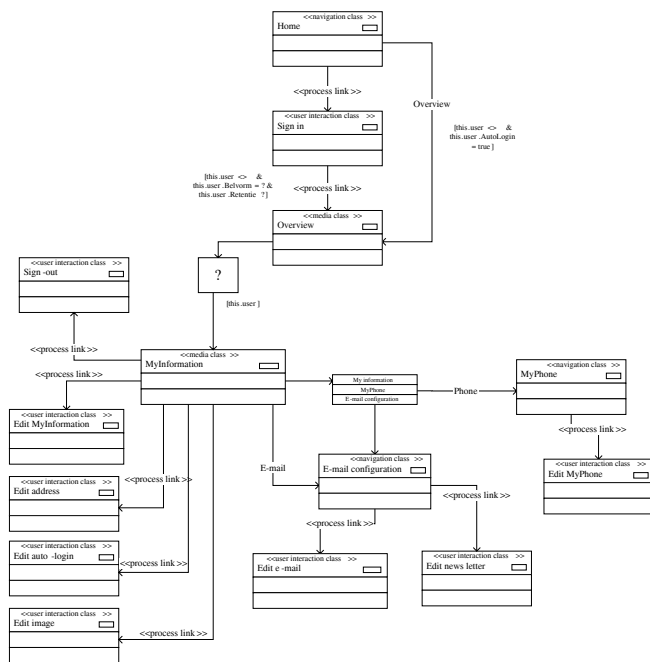 <<navigation class >>
Home
<<process link >>
Overview
[this.user <> &
this.user .AutoLogin
= true ]
<<user interaction class >>
Sign in
[this.user <> &
this.user .Belvorm = ? &
this.user .Retentie ?]
<<process link >>
<<media class >>
Overview
?
[this.user ]
<<user interaction class >>
Sign -out
<<process link >>
<<media class >>
MyInformation
<<process link >>
My information
MyPhone
E-mail configuration
Phone
<<navigation class >>
MyPhone
<<user interaction class >>
Edit MyInformation
<<process link >>
<<user interaction class >>
Edit MyPhone
E-mail
<<navigation class >>
E-mail configuration
<<process link >>
<<user interaction class >>
Edit address
<<process link >>
<<process link >>
<<user interaction class >>
Edit auto -login
<<process link >>
<<user interaction class >>
Edit e -mail
<<user interaction class >>
Edit news letter
<<user interaction class >>
Edit image
<<process link >>